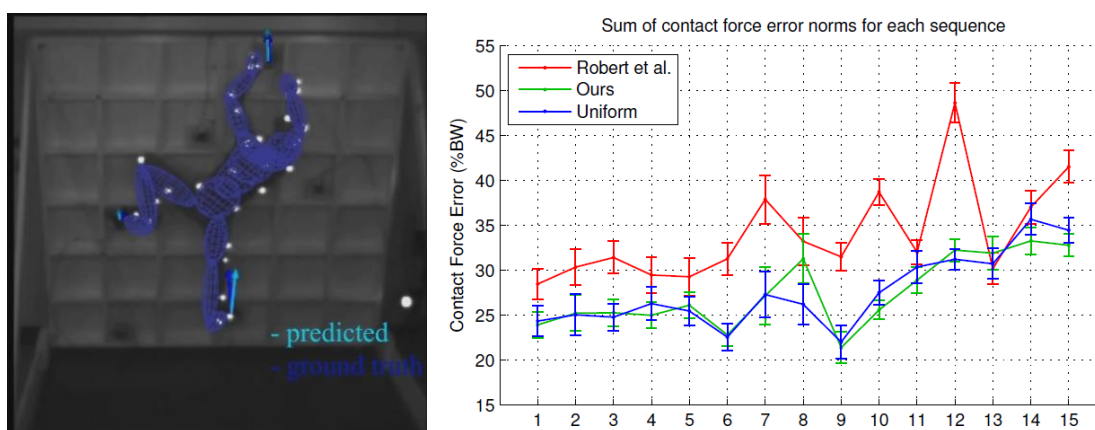 - predicted
- ground truth
Sum of contact force error norms for each sequence
Contact Force Error (%BW)
55
50
45
40
35
30
25
20
15
Robert et al.
Ours
Uniform
1 2 3 4 5 6 7 8 9 10 11 12 13 14 15